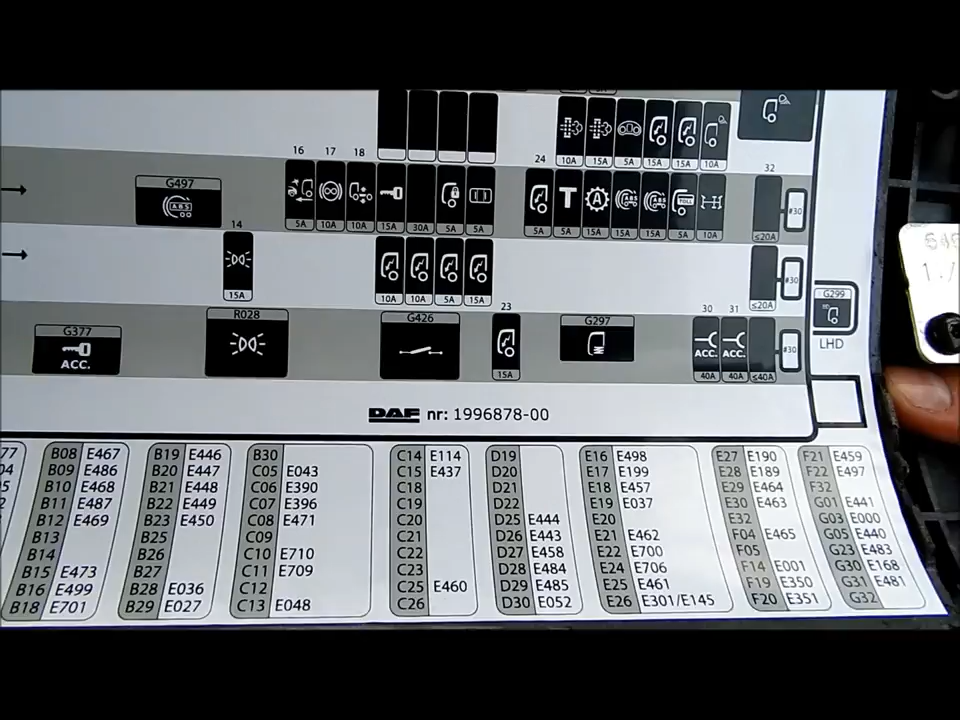 10A 15A 5A 15A 15A 10A
16 17 18 24 32
G497
ABS
T ABS
5A 10A 10A 15A 30A 5A 5A 5A 5A 15A 15A 15A 5A 10A ≤20A
#30
14
15A 10A 10A 5A 15A ≤20A
#30
G299
LHD
G377 R028 G426 23 G297 30 31
ACC. ACC. ACC.
15A 40A 40A ≤40A
#30
DAF nr: 1996878-00
77 B08 E467 B19 E446 B30 C14 E114 D19 E16 E498 E27 E190 F21 E459
04 B09 E486 B20 E447 C05 E043 C15 E437 D20 E17 E199 E28 E189 F22 E497
B10 E468 B21 E448 C06 E390 C18 D21 E18 E457 E29 E464 F32
B11 E487 B22 E449 C07 E396 C19 D22 E19 E037 E30 E463 G01 E441
B12 E469 B23 E450 C08 E471 C20 D25 E444 E20 E32 G03 E000
B13 B25 C09 C21 D26 E443 E21 E462 F04 E465 G05 E440
B14 B26 C10 E710 C22 D27 E458 E22 E700 F05 G23 E483
B15 E473 B27 C11 E709 C23 D28 E484 E24 E706 F14 E001 G30 E168
B16 E499 B28 E036 C12 C25 E460 D29 E485 E25 E461 F19 E350 G31 E481
B18 E701 B29 E027 C13 E048 C26 D30 E052 E26 E301/E145 F20 E351 G32